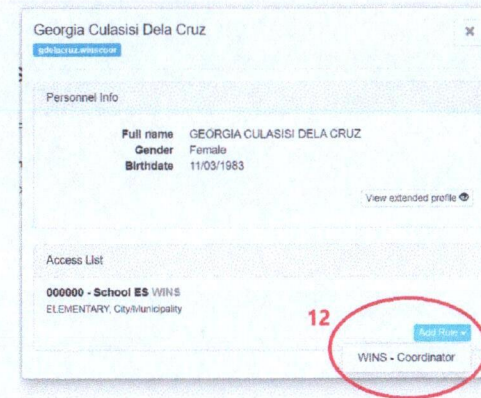 Georgia Culasisi Dela Cruz
×
gdelacruz.winscoor
Personnel Info
Full name GEORGIA CULASISI DELA CRUZ
Gender Female
Birthdate 11/03/1983
View extended profile
Access List
000000 - School ES WINS
ELEMENTARY, City/Municipality
12
Add Role
WINS - Coordinator